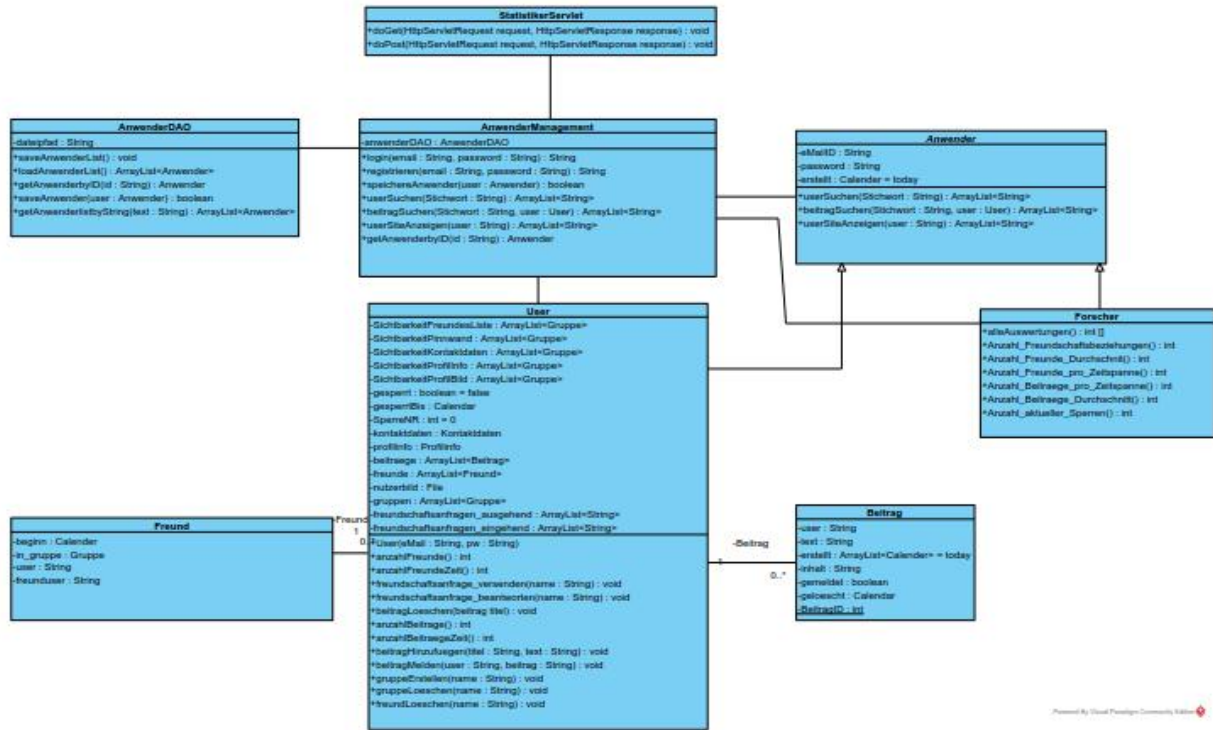 StatistikerServlet
+doGet(HttpServletRequest request, HttpServletResponse response) : void
+doPost(HttpServletRequest request, HttpServletResponse response) : void
AnwenderDAO
-dateipfad : String
+saveAnwenderList() : void
+loadAnwenderList() : ArrayList<Anwender>
+getAnwenderbyID(id : String) : Anwender
+saveAnwender(user : Anwender) : boolean
+getAnwenderlistbyString(text : String) : ArrayList<Anwender>
AnwenderManagement
-anwenderDAO : AnwenderDAO
+login(email : String, password : String) : String
+registrieren(email : String, password : String) : String
+speichereAnwender(user : Anwender) : boolean
+userSuchen(Stichwort : String) : ArrayList<String>
+beitragSuchen(Stichwort : String, user : User) : ArrayList<String>
+userSiteAnzeigen(user : String) : ArrayList<String>
+getAnwenderbyID(id : String) : Anwender
Anwender
-eMailID : String
-password : String
-erstellt : Calender = today
+userSuchen(Stichwort : String) : ArrayList<String>
+beitragSuchen(Stichwort : String, user : User) : ArrayList<String>
+userSiteAnzeigen(user : String) : ArrayList<String>
User
-SichtbarkeitFreundesListe : ArrayList<Gruppe>
-SichtbarkeitPinnwand : ArrayList<Gruppe>
-SichtbarkeitKontaktdaten : ArrayList<Gruppe>
-SichtbarkeitProfilInfo : ArrayList<Gruppe>
-SichtbarkeitProfilBild : ArrayList<Gruppe>
-gesperrt : boolean = false
-gesperrtBis : Calendar
-SperreNR : int = 0
-kontaktdaten : Kontaktdaten
-profilinfo : ProfilInfo
-beitraege : ArrayList<Beitrag>
-freunde : ArrayList<Freund>
-nutzerbild : File
-gruppen : ArrayList<Gruppe>
-freundschaftsanfragen_ausgehend : ArrayList<String>
-freundschaftsanfragen_eingehend : ArrayList<String>
+User(eMail : String, pw : String)
+anzahlFreunde() : int
+anzahlFreundeZeit() : int
+freundschaftsanfrage_versenden(name : String) : void
+freundschaftsanfrage_beantworten(name : String) : void
+beitragLoeschen(beitrag titel) : void
+anzahlBeitrage() : int
+anzahlBeitraegeZeit() : int
+beitragHinzufuegen(titel : String, text : String) : void
+beitragMelden(user : String, beitrag : String) : void
+gruppeErstellen(name : String) : void
+gruppeLoeschen(name : String) : void
+freundLoeschen(name : String) : void
Forscher
+alleAuswertungen() : int []
+Anzahl_Freundschaftsbeziehungen() : int
+Anzahl_Freunde_Durchschnit() : int
+Anzahl_Freunde_pro_Zeitspanne() : int
+Anzahl_Beitraege_pro_Zeitspanne() : int
+Anzahl_Beitraege_Durchschnitt() : int
+Anzahl_aktueller_Sperren() : int
Freund
-beginn : Calender
-in_gruppe : Gruppe
-user : String
-freunduser : String
-Freund
1
0..*
-Beitrag
1
0..*
Beitrag
-user : String
-text : String
-erstellt : ArrayList<Calender> = today
-inhalt : String
-gemeldet : boolean
-geloescht : Calendar
-BeitragID : int
Powered By Visual Paradigm Community Edition